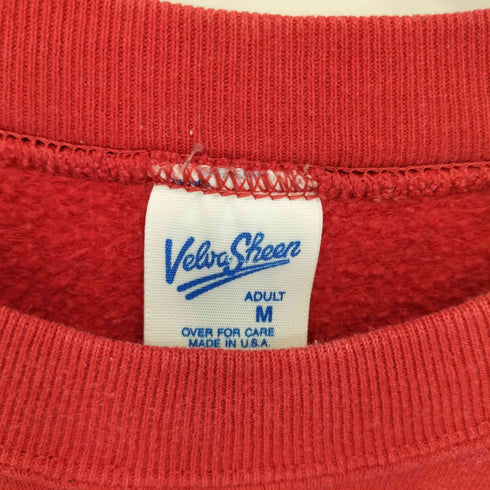 Velva Sheen
ADULT
M
OVER FOR CARE
MADE IN U.S.A.